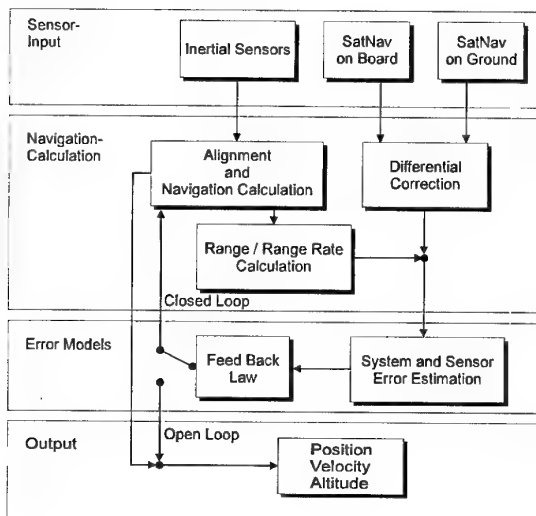 Sensor-
Input
Inertial Sensors
SatNav
on Board
SatNav
on Ground
Navigation-
Calculation
Alignment
and
Navigation Calculation
Differential
Correction
Range / Range Rate
Calculation
Closed Loop
Error Models
Feed Back
Law
System and Sensor
Error Estimation
Output
Open Loop
Position
Velocity
Altitude